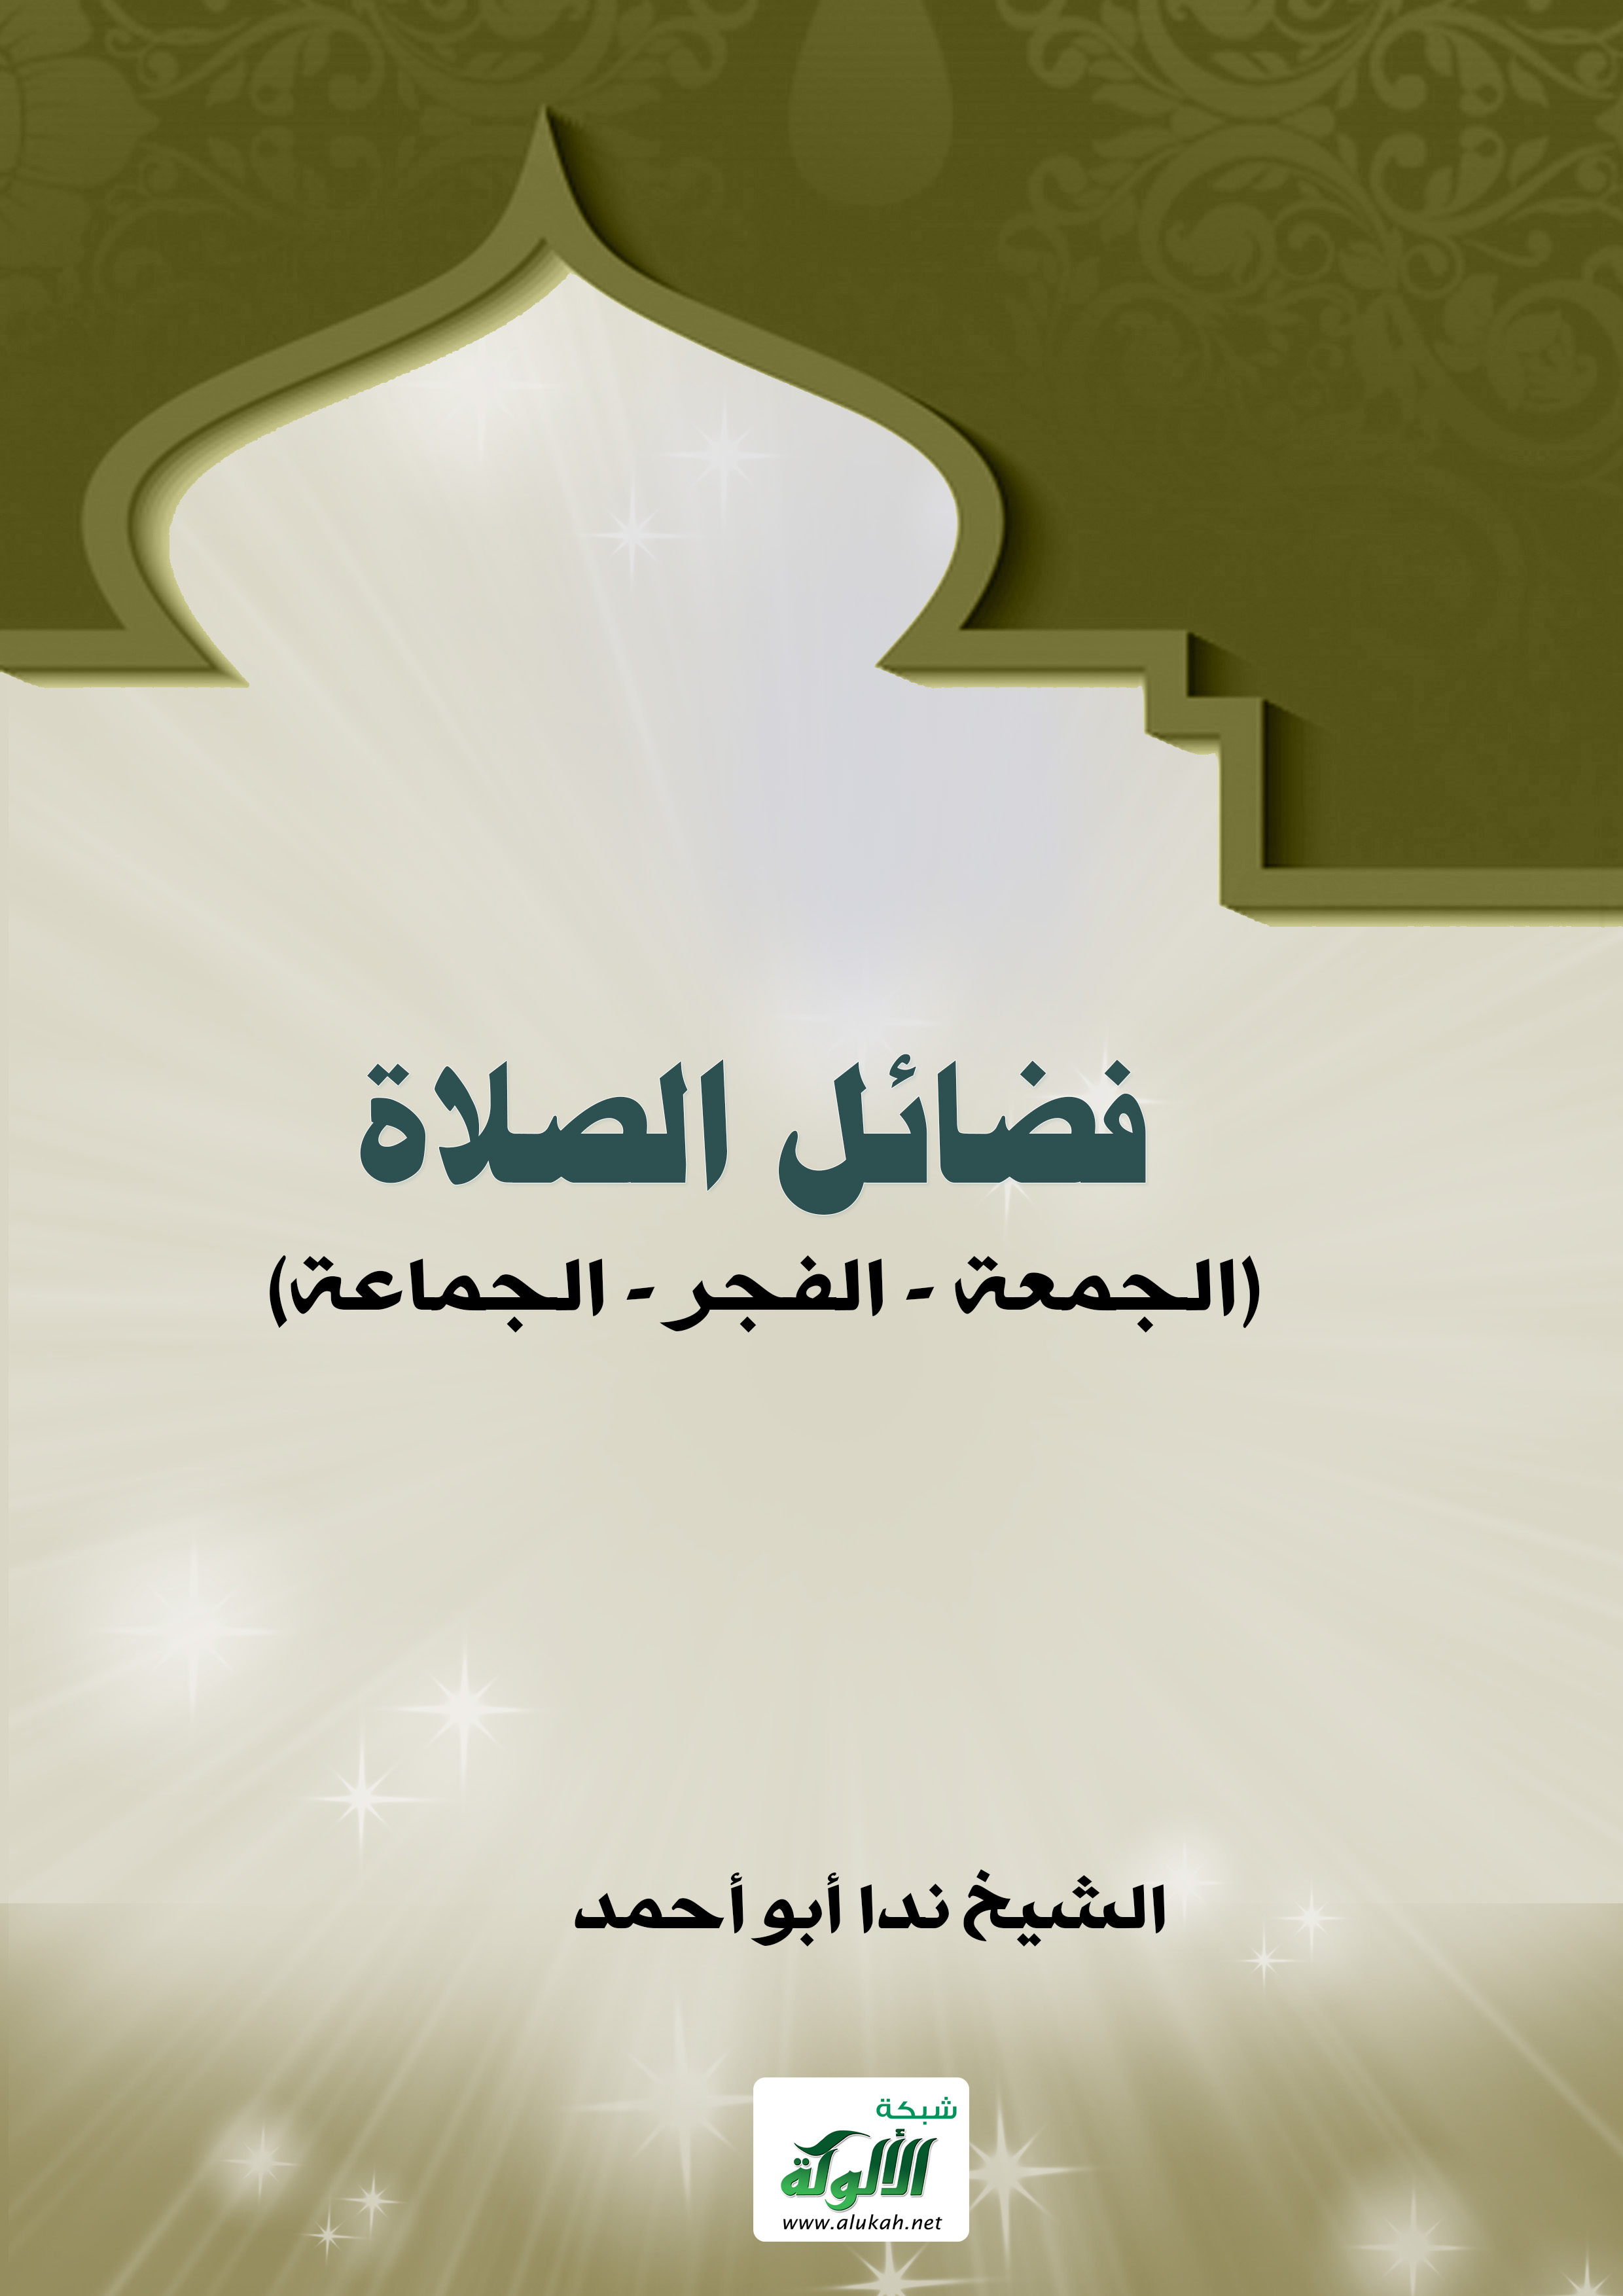 فضائل الصلاة
(الجمعة - الفجر - الجماعة)
الشيخ ندا أبو أحمد
شبكة
الألوكة
www.alukah.net